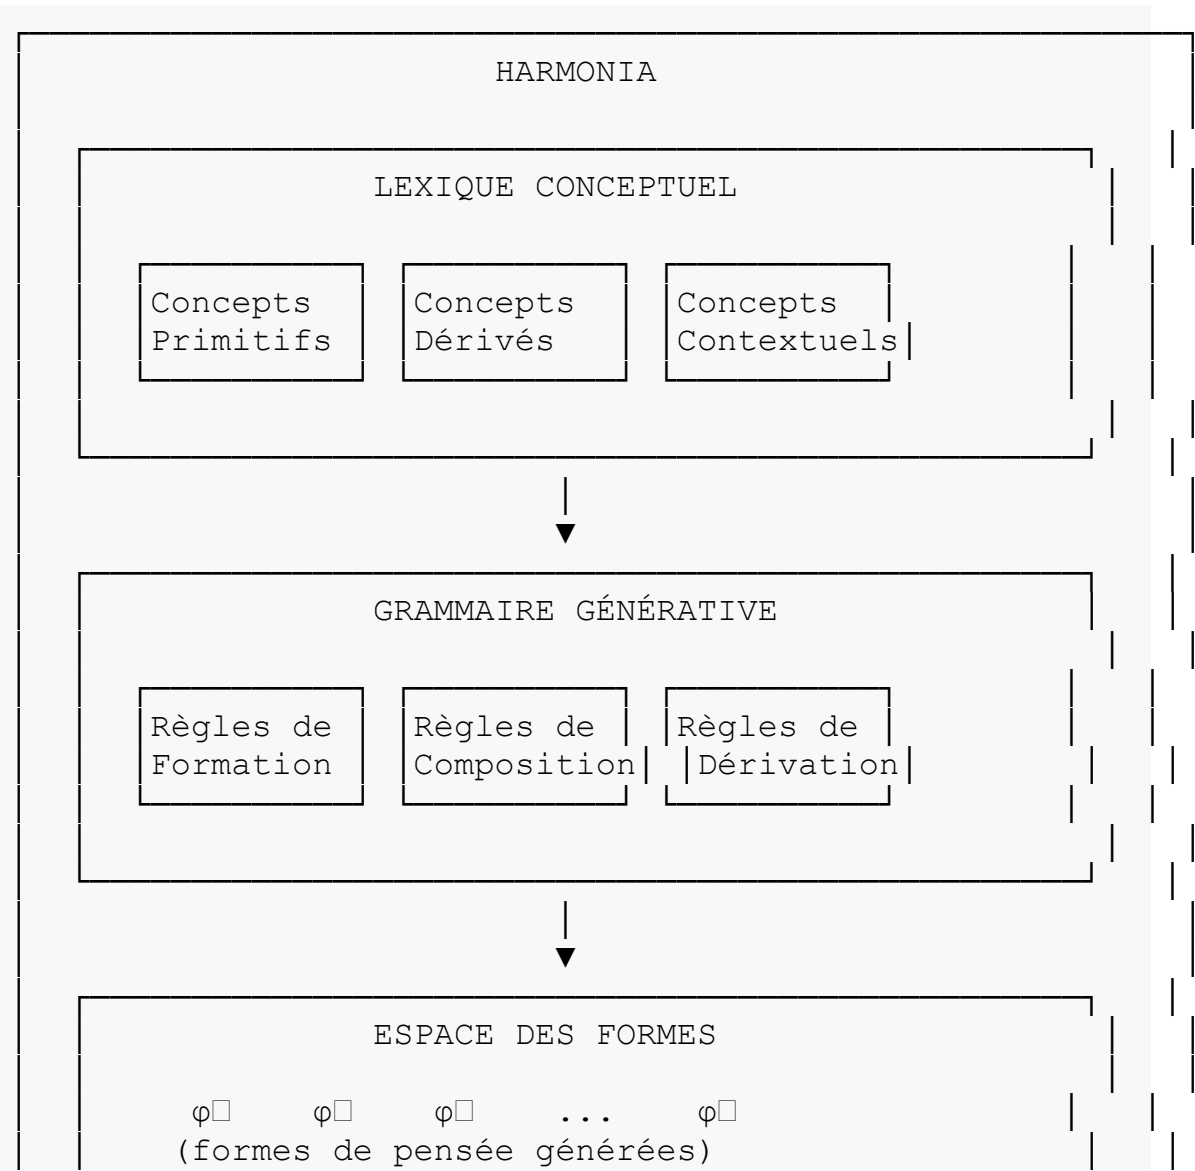 HARMONIA
LEXIQUE CONCEPTUEL
Concepts Concepts Concepts
Primitifs Dérivés Contextuels
GRAMMAIRE GÉNÉRATIVE
Règles de Règles de Règles de
Formation Composition Dérivation
ESPACE DES FORMES
φ□ φ□ φ□ ... φ□
(formes de pensée générées)